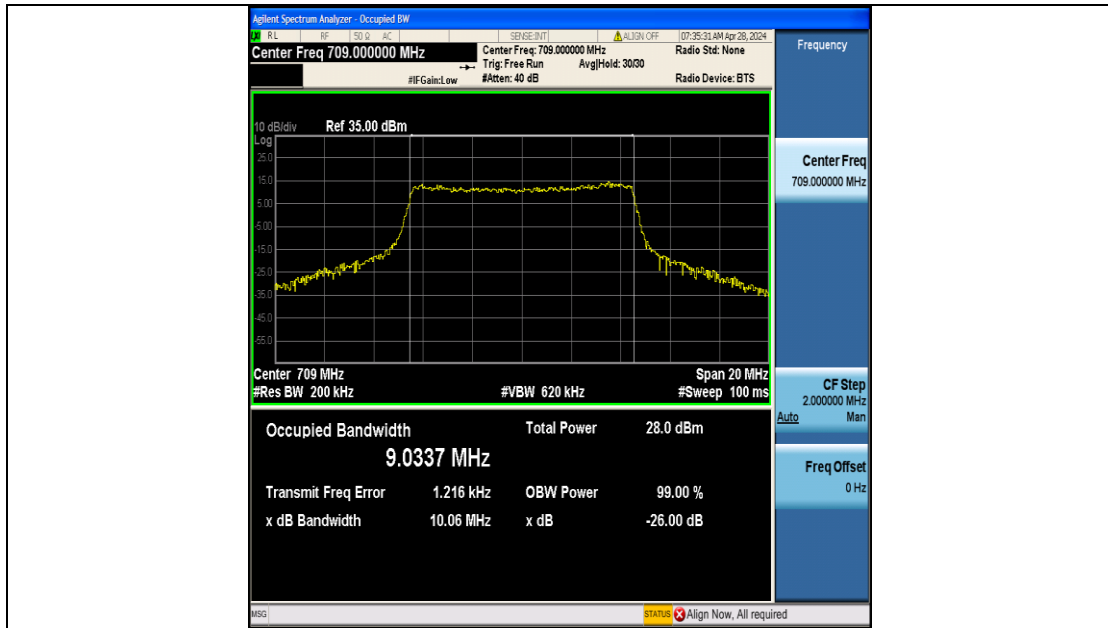 Agilent Spectrum Analyzer - Occupied BW
RL RF 50 Ω AC SENSE:INT ALIGN OFF 07:35:31 AM Apr 28, 2024
Center Freq 709.000000 MHz
Center Freq: 709.000000 MHz Radio Std: None
Trig: Free Run Avg|Hold: 30/30
#IFGain:Low #Atten: 40 dB Radio Device: BTS
Frequency
10 dB/div Ref 35.00 dBm
Log
25.0
15.0
5.00
-5.00
-15.0
-25.0
-35.0
-45.0
-55.0
Center 709 MHz Span 20 MHz
#Res BW 200 kHz #VBW 620 kHz #Sweep 100 ms
Center Freq
709.000000 MHz
CF Step
2.000000 MHz
Auto Man
Freq Offset
0 Hz
Occupied Bandwidth Total Power 28.0 dBm
9.0337 MHz
Transmit Freq Error 1.216 kHz OBW Power 99.00 %
x dB Bandwidth 10.06 MHz x dB -26.00 dB
MSG STATUS Align Now, All required